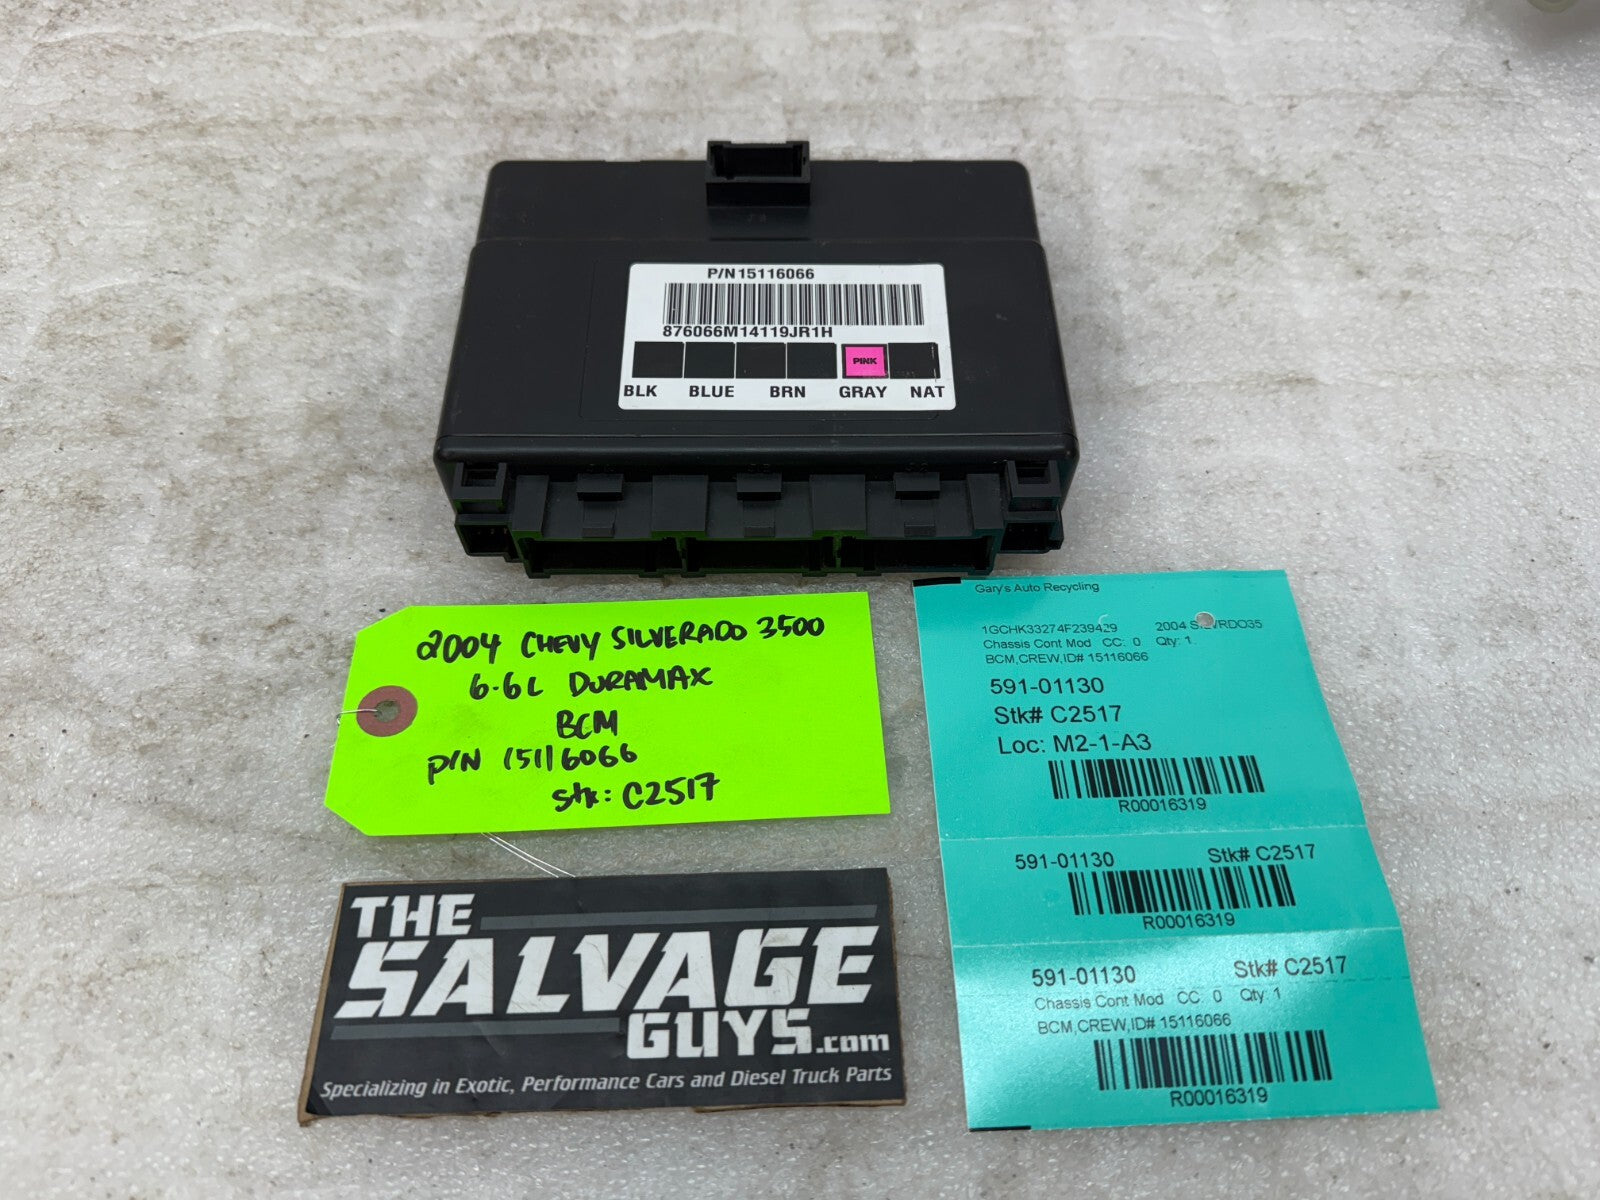 P/N15116066
876066M14119JR1H
PINK
BLK BLUE BRN GRAY NAT
2004 CHEVY SILVERADO 3500
6.6L DURAMAX
BCM
P/N 15116066
Stk: C2517
THE
SALVAGE
GUYS.com
Specializing in Exotic, Performance Cars and Diesel Truck Parts
Gary's Auto Recycling
1GCHK33274F239429 2004
Chassis Cont Mod CC: 0 Qty: 1
BCM,CREW,ID# 15116066
591-01130
Stk# C2517
Loc: M2-1-A3
R00016319
591-01130 Stk# C2517
R00016319
591-01130 Stk# C2517
Chassis Cont Mod CC: 0 Qty: 1
BCM,CREW,ID# 15116066
R00016319